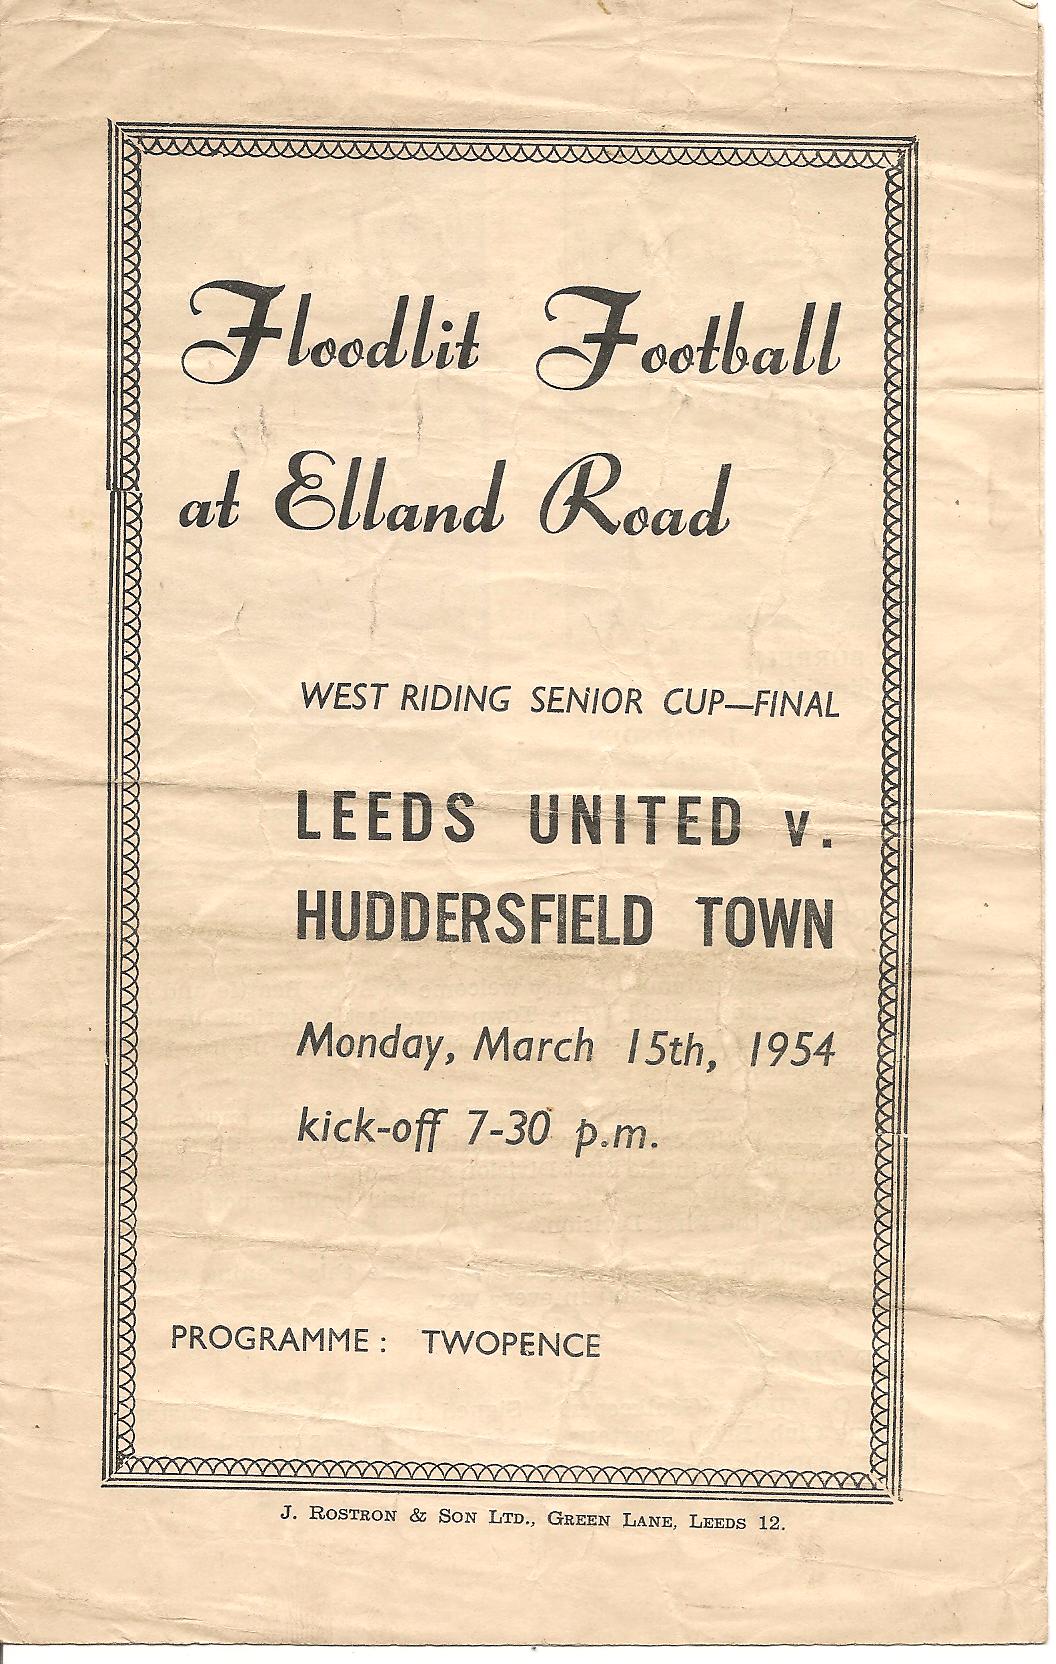 Floodlit Football
at Elland Road
WEST RIDING SENIOR CUP—FINAL
LEEDS UNITED v.
HUDDERSFIELD TOWN
Monday, March 15th, 1954
kick-off 7-30 p.m.
PROGRAMME: TWOPENCE
J. ROSTRON & SON LTD., GREEN LANE, LEEDS 12.